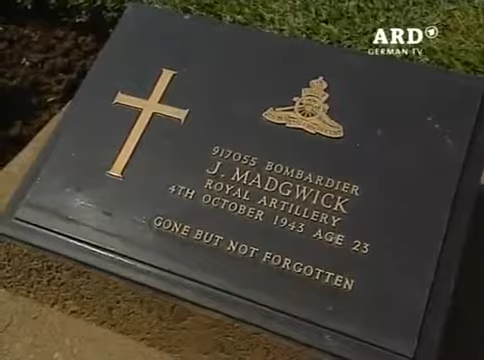 ARD
GERMAN TV
917055 BOMBARDIER
J. MADGWICK
ROYAL ARTILLERY
4TH OCTOBER 1943 AGE 23
GONE BUT NOT FORGOTTEN